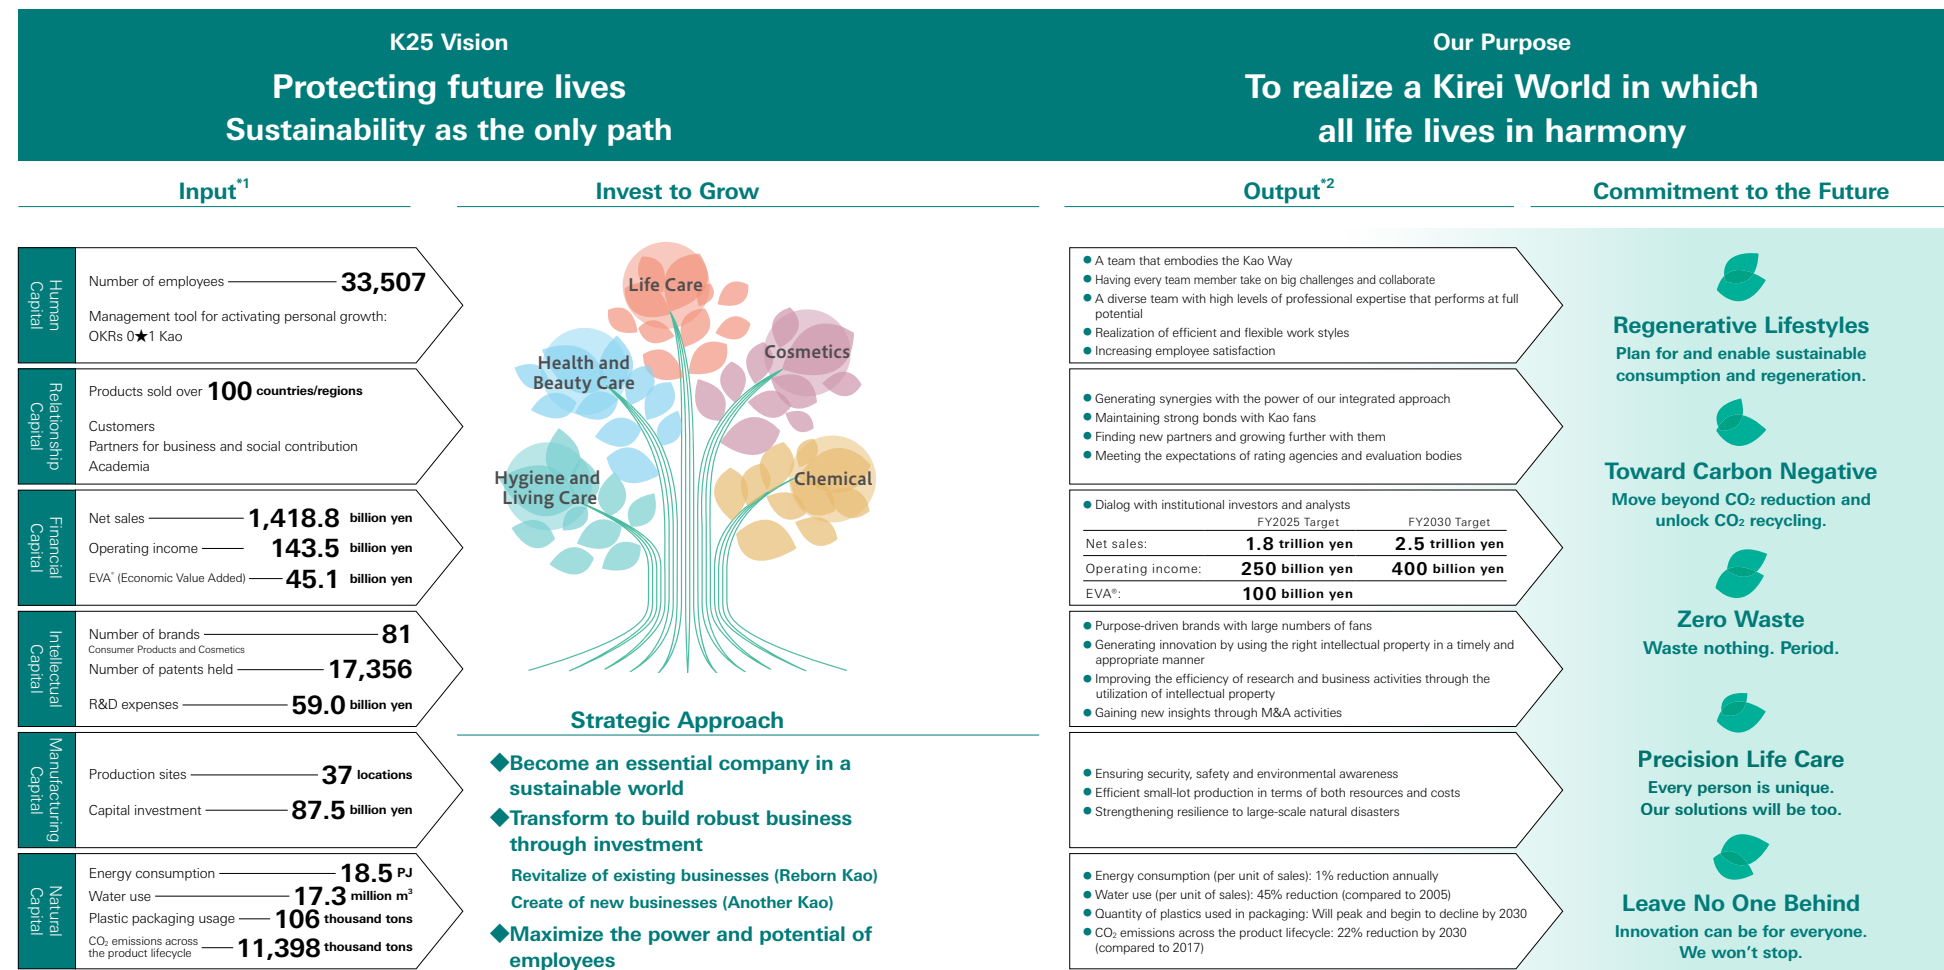 K25 Vision
Protecting future lives
Sustainability as the only path
Our Purpose
To realize a Kirei World in which
all life lives in harmony
Input*1
Human
Capital
Number of employees 33,507
Management tool for activating personal growth:
OKRs 0★1 Kao
Relationship
Capital
Products sold over 100 countries/regions
Customers
Partners for business and social contribution
Academia
Financial
Capital
Net sales 1,418.8 billion yen
Operating income 143.5 billion yen
EVA® (Economic Value Added) 45.1 billion yen
Intellectual
Capital
Number of brands 81
Consumer Products and Cosmetics
Number of patents held 17,356
R&D expenses 59.0 billion yen
Manufacturing
Capital
Production sites 37 locations
Capital investment 87.5 billion yen
Natural
Capital
Energy consumption 18.5 PJ
Water use 17.3 million m³
Plastic packaging usage 106 thousand tons
CO₂ emissions across
the product lifecycle 11,398 thousand tons
Invest to Grow
Life Care
Health and
Beauty Care
Cosmetics
Hygiene and
Living Care
Chemical
Strategic Approach
◆Become an essential company in a
sustainable world
◆Transform to build robust business
through investment
Revitalize of existing businesses (Reborn Kao)
Create of new businesses (Another Kao)
◆Maximize the power and potential of
employees
Output*2
● A team that embodies the Kao Way
● Having every team member take on big challenges and collaborate
● A diverse team with high levels of professional expertise that performs at full
potential
● Realization of efficient and flexible work styles
● Increasing employee satisfaction
● Generating synergies with the power of our integrated approach
● Maintaining strong bonds with Kao fans
● Finding new partners and growing further with them
● Meeting the expectations of rating agencies and evaluation bodies
● Dialog with institutional investors and analysts
FY2025 Target FY2030 Target
Net sales: 1.8 trillion yen 2.5 trillion yen
Operating income: 250 billion yen 400 billion yen
EVA®: 100 billion yen
● Purpose-driven brands with large numbers of fans
● Generating innovation by using the right intellectual property in a timely and
appropriate manner
● Improving the efficiency of research and business activities through the
utilization of intellectual property
● Gaining new insights through M&A activities
● Ensuring security, safety and environmental awareness
● Efficient small-lot production in terms of both resources and costs
● Strengthening resilience to large-scale natural disasters
● Energy consumption (per unit of sales): 1% reduction annually
● Water use (per unit of sales): 45% reduction (compared to 2005)
● Quantity of plastics used in packaging: Will peak and begin to decline by 2030
● CO₂ emissions across the product lifecycle: 22% reduction by 2030
(compared to 2017)
Commitment to the Future
Regenerative Lifestyles
Plan for and enable sustainable
consumption and regeneration.
Toward Carbon Negative
Move beyond CO₂ reduction and
unlock CO₂ recycling.
Zero Waste
Waste nothing. Period.
Precision Life Care
Every person is unique.
Our solutions will be too.
Leave No One Behind
Innovation can be for everyone.
We won't stop.